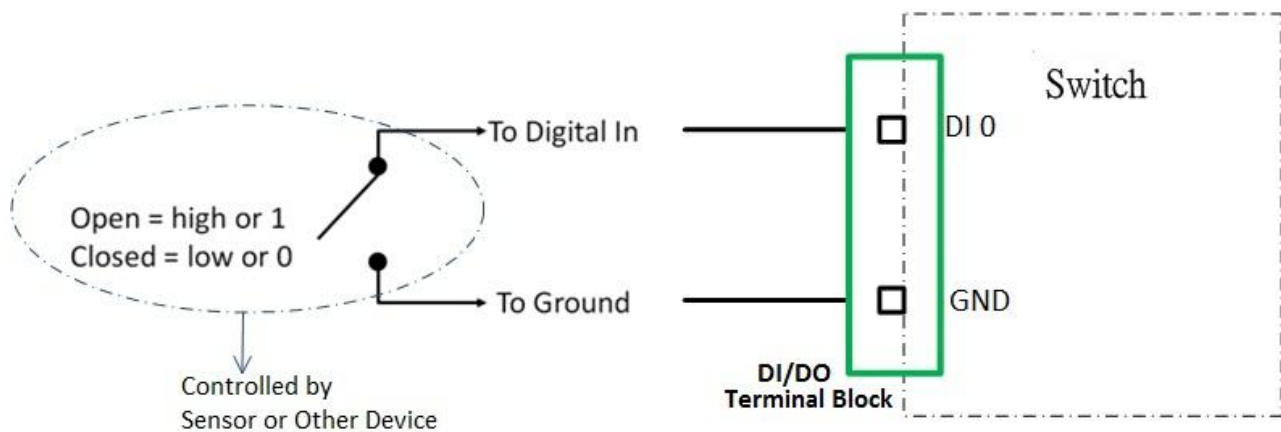 Switch
To Digital In
DI 0
Open = high or 1
Closed = low or 0
To Ground
GND
DI/DO
Terminal Block
Controlled by
Sensor or Other Device